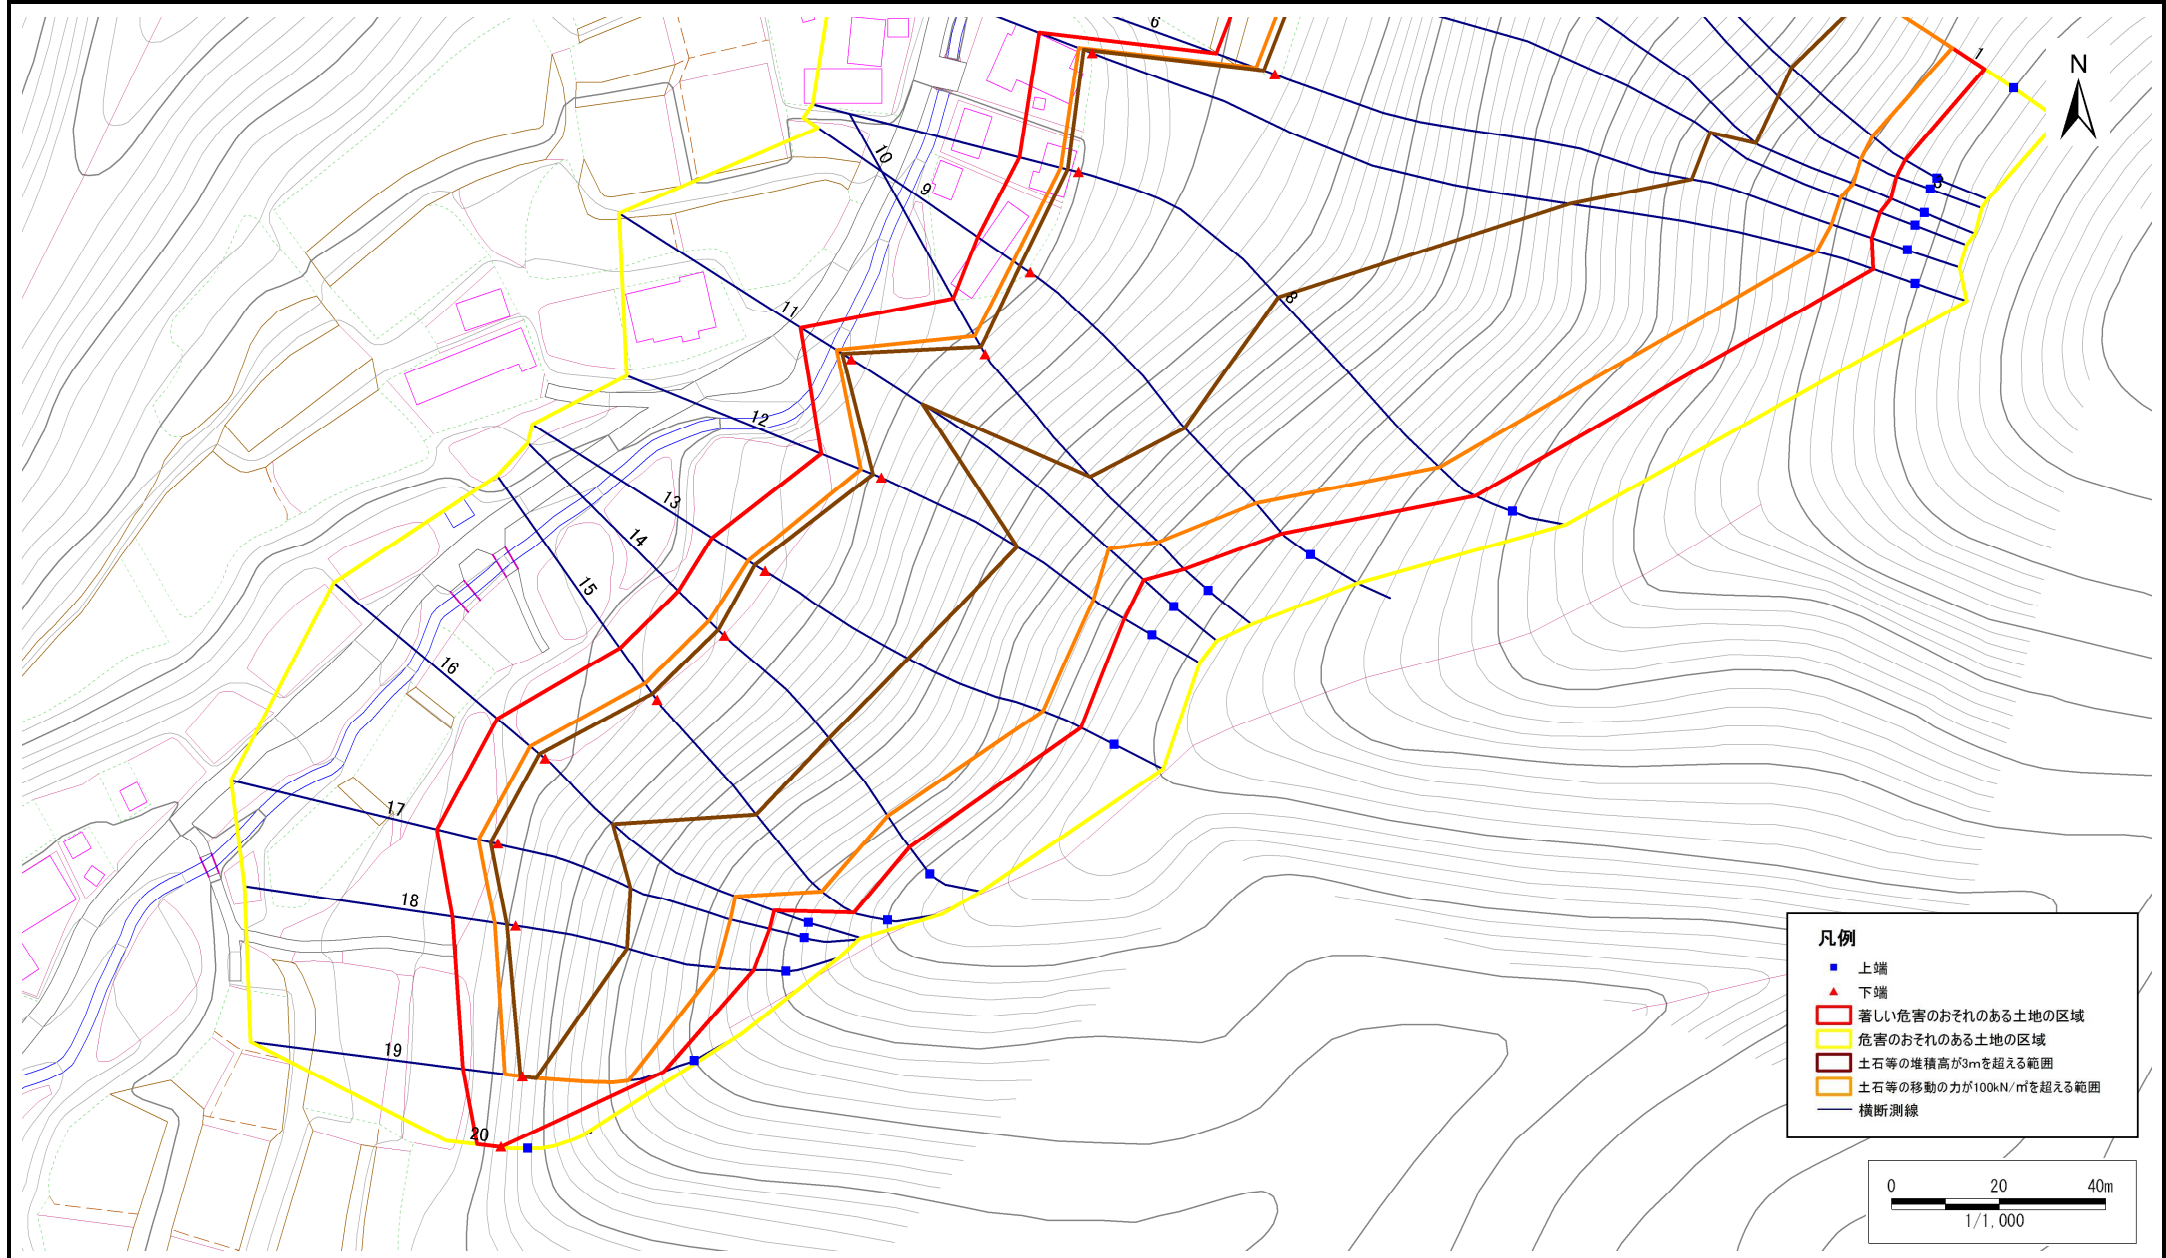 6
1
N
10
9
8
11
12
13
14
15
16
17
18
19
20
凡例
上端
下端
著しい危害のおそれのある土地の区域
危害のおそれのある土地の区域
土石等の堆積高が3mを超える範囲
土石等の移動の力が100kN/㎡を超える範囲
横断測線
0 20 40m
1/1,000